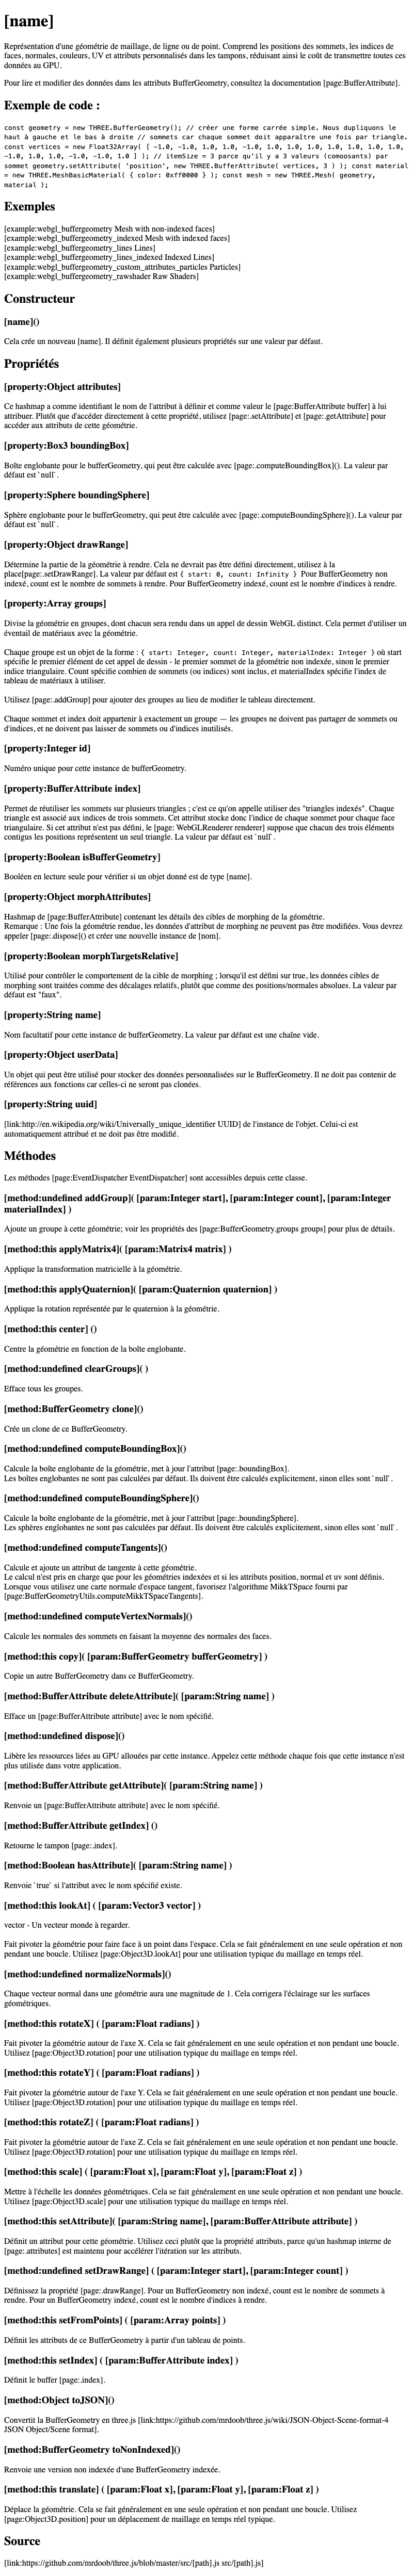 [name]
Représentation d'une géométrie de maillage, de ligne ou de point. Comprend les positions des sommets, les indices de
faces, normales, couleurs, UV et attributs personnalisés dans les tampons, réduisant ainsi le coût de transmettre toutes ces
données au GPU.
Pour lire et modifier des données dans les attributs BufferGeometry, consultez la documentation [page:BufferAttribute].
Exemple de code :
const geometry = new THREE.BufferGeometry(); // créer une forme carrée simple. Nous dupliquons le
haut à gauche et le bas à droite // sommets car chaque sommet doit apparaître une fois par triangle.
const vertices = new Float32Array( [ -1.0, -1.0, 1.0, 1.0, -1.0, 1.0, 1.0, 1.0, 1.0, 1.0, 1.0, 1.0,
-1.0, 1.0, 1.0, -1.0, -1.0, 1.0 ] ); // itemSize = 3 parce qu'il y a 3 valeurs (comoosants) par
sommet geometry.setAttribute( 'position', new THREE.BufferAttribute( vertices, 3 ) ); const material
= new THREE.MeshBasicMaterial( { color: 0xff0000 } ); const mesh = new THREE.Mesh( geometry,
material );
Exemples
[example:webgl_buffergeometry Mesh with non-indexed faces]
[example:webgl_buffergeometry_indexed Mesh with indexed faces]
[example:webgl_buffergeometry_lines Lines]
[example:webgl_buffergeometry_lines_indexed Indexed Lines]
[example:webgl_buffergeometry_custom_attributes_particles Particles]
[example:webgl_buffergeometry_rawshader Raw Shaders]
Constructeur
[name]()
Cela crée un nouveau [name]. Il définit également plusieurs propriétés sur une valeur par défaut.
Propriétés
[property:Object attributes]
Ce hashmap a comme identifiant le nom de l'attribut à définir et comme valeur le [page:BufferAttribute buffer] à lui
attribuer. Plutôt que d'accéder directement à cette propriété, utilisez [page:.setAttribute] et [page:.getAttribute] pour
accéder aux attributs de cette géométrie.
[property:Box3 boundingBox]
Boîte englobante pour le bufferGeometry, qui peut être calculée avec [page:.computeBoundingBox](). La valeur par
défaut est `null`.
[property:Sphere boundingSphere]
Sphère englobante pour le bufferGeometry, qui peut être calculée avec [page:.computeBoundingSphere](). La valeur par
défaut est `null`.
[property:Object drawRange]
Détermine la partie de la géométrie à rendre. Cela ne devrait pas être défini directement, utilisez à la
place[page:.setDrawRange]. La valeur par défaut est { start: 0, count: Infinity } Pour BufferGeometry non
indexé, count est le nombre de sommets à rendre. Pour BufferGeometry indexé, count est le nombre d'indices à rendre.
[property:Array groups]
Divise la géométrie en groupes, dont chacun sera rendu dans un appel de dessin WebGL distinct. Cela permet d'utiliser un
éventail de matériaux avec la géométrie.
Chaque groupe est un objet de la forme : { start: Integer, count: Integer, materialIndex: Integer } où start
spécifie le premier élément de cet appel de dessin - le premier sommet de la géométrie non indexée, sinon le premier
indice triangulaire. Count spécifie combien de sommets (ou indices) sont inclus, et materialIndex spécifie l'index de
tableau de matériaux à utiliser.
Utilisez [page:.addGroup] pour ajouter des groupes au lieu de modifier le tableau directement.
Chaque sommet et index doit appartenir à exactement un groupe — les groupes ne doivent pas partager de sommets ou
d'indices, et ne doivent pas laisser de sommets ou d'indices inutilisés.
[property:Integer id]
Numéro unique pour cette instance de bufferGeometry.
[property:BufferAttribute index]
Permet de réutiliser les sommets sur plusieurs triangles ; c'est ce qu'on appelle utiliser des "triangles indexés". Chaque
triangle est associé aux indices de trois sommets. Cet attribut stocke donc l'indice de chaque sommet pour chaque face
triangulaire. Si cet attribut n'est pas défini, le [page: WebGLRenderer renderer] suppose que chacun des trois éléments
contigus les positions représentent un seul triangle. La valeur par défaut est `null`.
[property:Boolean isBufferGeometry]
Booléen en lecture seule pour vérifier si un objet donné est de type [name].
[property:Object morphAttributes]
Hashmap de [page:BufferAttribute] contenant les détails des cibles de morphing de la géométrie.
Remarque : Une fois la géométrie rendue, les données d'attribut de morphing ne peuvent pas être modifiées. Vous devrez
appeler [page:.dispose]() et créer une nouvelle instance de [nom].
[property:Boolean morphTargetsRelative]
Utilisé pour contrôler le comportement de la cible de morphing ; lorsqu'il est défini sur true, les données cibles de
morphing sont traitées comme des décalages relatifs, plutôt que comme des positions/normales absolues. La valeur par
défaut est "faux".
[property:String name]
Nom facultatif pour cette instance de bufferGeometry. La valeur par défaut est une chaîne vide.
[property:Object userData]
Un objet qui peut être utilisé pour stocker des données personnalisées sur le BufferGeometry. Il ne doit pas contenir de
références aux fonctions car celles-ci ne seront pas clonées.
[property:String uuid]
[link:http://en.wikipedia.org/wiki/Universally_unique_identifier UUID] de l'instance de l'objet. Celui-ci est
automatiquement attribué et ne doit pas être modifié.
Méthodes
Les méthodes [page:EventDispatcher EventDispatcher] sont accessibles depuis cette classe.
[method:undefined addGroup]( [param:Integer start], [param:Integer count], [param:Integer
materialIndex] )
Ajoute un groupe à cette géométrie; voir les propriétés des [page:BufferGeometry.groups groups] pour plus de détails.
[method:this applyMatrix4]( [param:Matrix4 matrix] )
Applique la transformation matricielle à la géométrie.
[method:this applyQuaternion]( [param:Quaternion quaternion] )
Applique la rotation représentée par le quaternion à la géométrie.
[method:this center] ()
Centre la géométrie en fonction de la boîte englobante.
[method:undefined clearGroups]( )
Efface tous les groupes.
[method:BufferGeometry clone]()
Crée un clone de ce BufferGeometry.
[method:undefined computeBoundingBox]()
Calcule la boîte englobante de la géométrie, met à jour l'attribut [page:.boundingBox].
Les boîtes englobantes ne sont pas calculées par défaut. Ils doivent être calculés explicitement, sinon elles sont `null`.
[method:undefined computeBoundingSphere]()
Calcule la boîte englobante de la géométrie, met à jour l'attribut [page:.boundingSphere].
Les sphères englobantes ne sont pas calculées par défaut. Ils doivent être calculés explicitement, sinon elles sont `null`.
[method:undefined computeTangents]()
Calcule et ajoute un attribut de tangente à cette géométrie.
Le calcul n'est pris en charge que pour les géométries indexées et si les attributs position, normal et uv sont définis.
Lorsque vous utilisez une carte normale d'espace tangent, favorisez l'algorithme MikkTSpace fourni par
[page:BufferGeometryUtils.computeMikkTSpaceTangents].
[method:undefined computeVertexNormals]()
Calcule les normales des sommets en faisant la moyenne des normales des faces.
[method:this copy]( [param:BufferGeometry bufferGeometry] )
Copie un autre BufferGeometry dans ce BufferGeometry.
[method:BufferAttribute deleteAttribute]( [param:String name] )
Efface un [page:BufferAttribute attribute] avec le nom spécifié.
[method:undefined dispose]()
Libère les ressources liées au GPU allouées par cette instance. Appelez cette méthode chaque fois que cette instance n'est
plus utilisée dans votre application.
[method:BufferAttribute getAttribute]( [param:String name] )
Renvoie un [page:BufferAttribute attribute] avec le nom spécifié.
[method:BufferAttribute getIndex] ()
Retourne le tampon [page:.index].
[method:Boolean hasAttribute]( [param:String name] )
Renvoie `true` si l'attribut avec le nom spécifié existe.
[method:this lookAt] ( [param:Vector3 vector] )
vector - Un vecteur monde à regarder.
Fait pivoter la géométrie pour faire face à un point dans l'espace. Cela se fait généralement en une seule opération et non
pendant une boucle. Utilisez [page:Object3D.lookAt] pour une utilisation typique du maillage en temps réel.
[method:undefined normalizeNormals]()
Chaque vecteur normal dans une géométrie aura une magnitude de 1. Cela corrigera l'éclairage sur les surfaces
géométriques.
[method:this rotateX] ( [param:Float radians] )
Fait pivoter la géométrie autour de l'axe X. Cela se fait généralement en une seule opération et non pendant une boucle.
Utilisez [page:Object3D.rotation] pour une utilisation typique du maillage en temps réel.
[method:this rotateY] ( [param:Float radians] )
Fait pivoter la géométrie autour de l'axe Y. Cela se fait généralement en une seule opération et non pendant une boucle.
Utilisez [page:Object3D.rotation] pour une utilisation typique du maillage en temps réel.
[method:this rotateZ] ( [param:Float radians] )
Fait pivoter la géométrie autour de l'axe Z. Cela se fait généralement en une seule opération et non pendant une boucle.
Utilisez [page:Object3D.rotation] pour une utilisation typique du maillage en temps réel.
[method:this scale] ( [param:Float x], [param:Float y], [param:Float z] )
Mettre à l'échelle les données géométriques. Cela se fait généralement en une seule opération et non pendant une boucle.
Utilisez [page:Object3D.scale] pour une utilisation typique du maillage en temps réel.
[method:this setAttribute]( [param:String name], [param:BufferAttribute attribute] )
Définit un attribut pour cette géométrie. Utilisez ceci plutôt que la propriété attributs, parce qu'un hashmap interne de
[page:.attributes] est maintenu pour accélérer l'itération sur les attributs.
[method:undefined setDrawRange] ( [param:Integer start], [param:Integer count] )
Définissez la propriété [page:.drawRange]. Pour un BufferGeometry non indexé, count est le nombre de sommets à
rendre. Pour un BufferGeometry indexé, count est le nombre d'indices à rendre.
[method:this setFromPoints] ( [param:Array points] )
Définit les attributs de ce BufferGeometry à partir d'un tableau de points.
[method:this setIndex] ( [param:BufferAttribute index] )
Définit le buffer [page:.index].
[method:Object toJSON]()
Convertit la BufferGeometry en three.js [link:https://github.com/mrdoob/three.js/wiki/JSON-Object-Scene-format-4
JSON Object/Scene format].
[method:BufferGeometry toNonIndexed]()
Renvoie une version non indexée d'une BufferGeometry indexée.
[method:this translate] ( [param:Float x], [param:Float y], [param:Float z] )
Déplace la géométrie. Cela se fait généralement en une seule opération et non pendant une boucle. Utilisez
[page:Object3D.position] pour un déplacement de maillage en temps réel typique.
Source
[link:https://github.com/mrdoob/three.js/blob/master/src/[path].js src/[path].js]